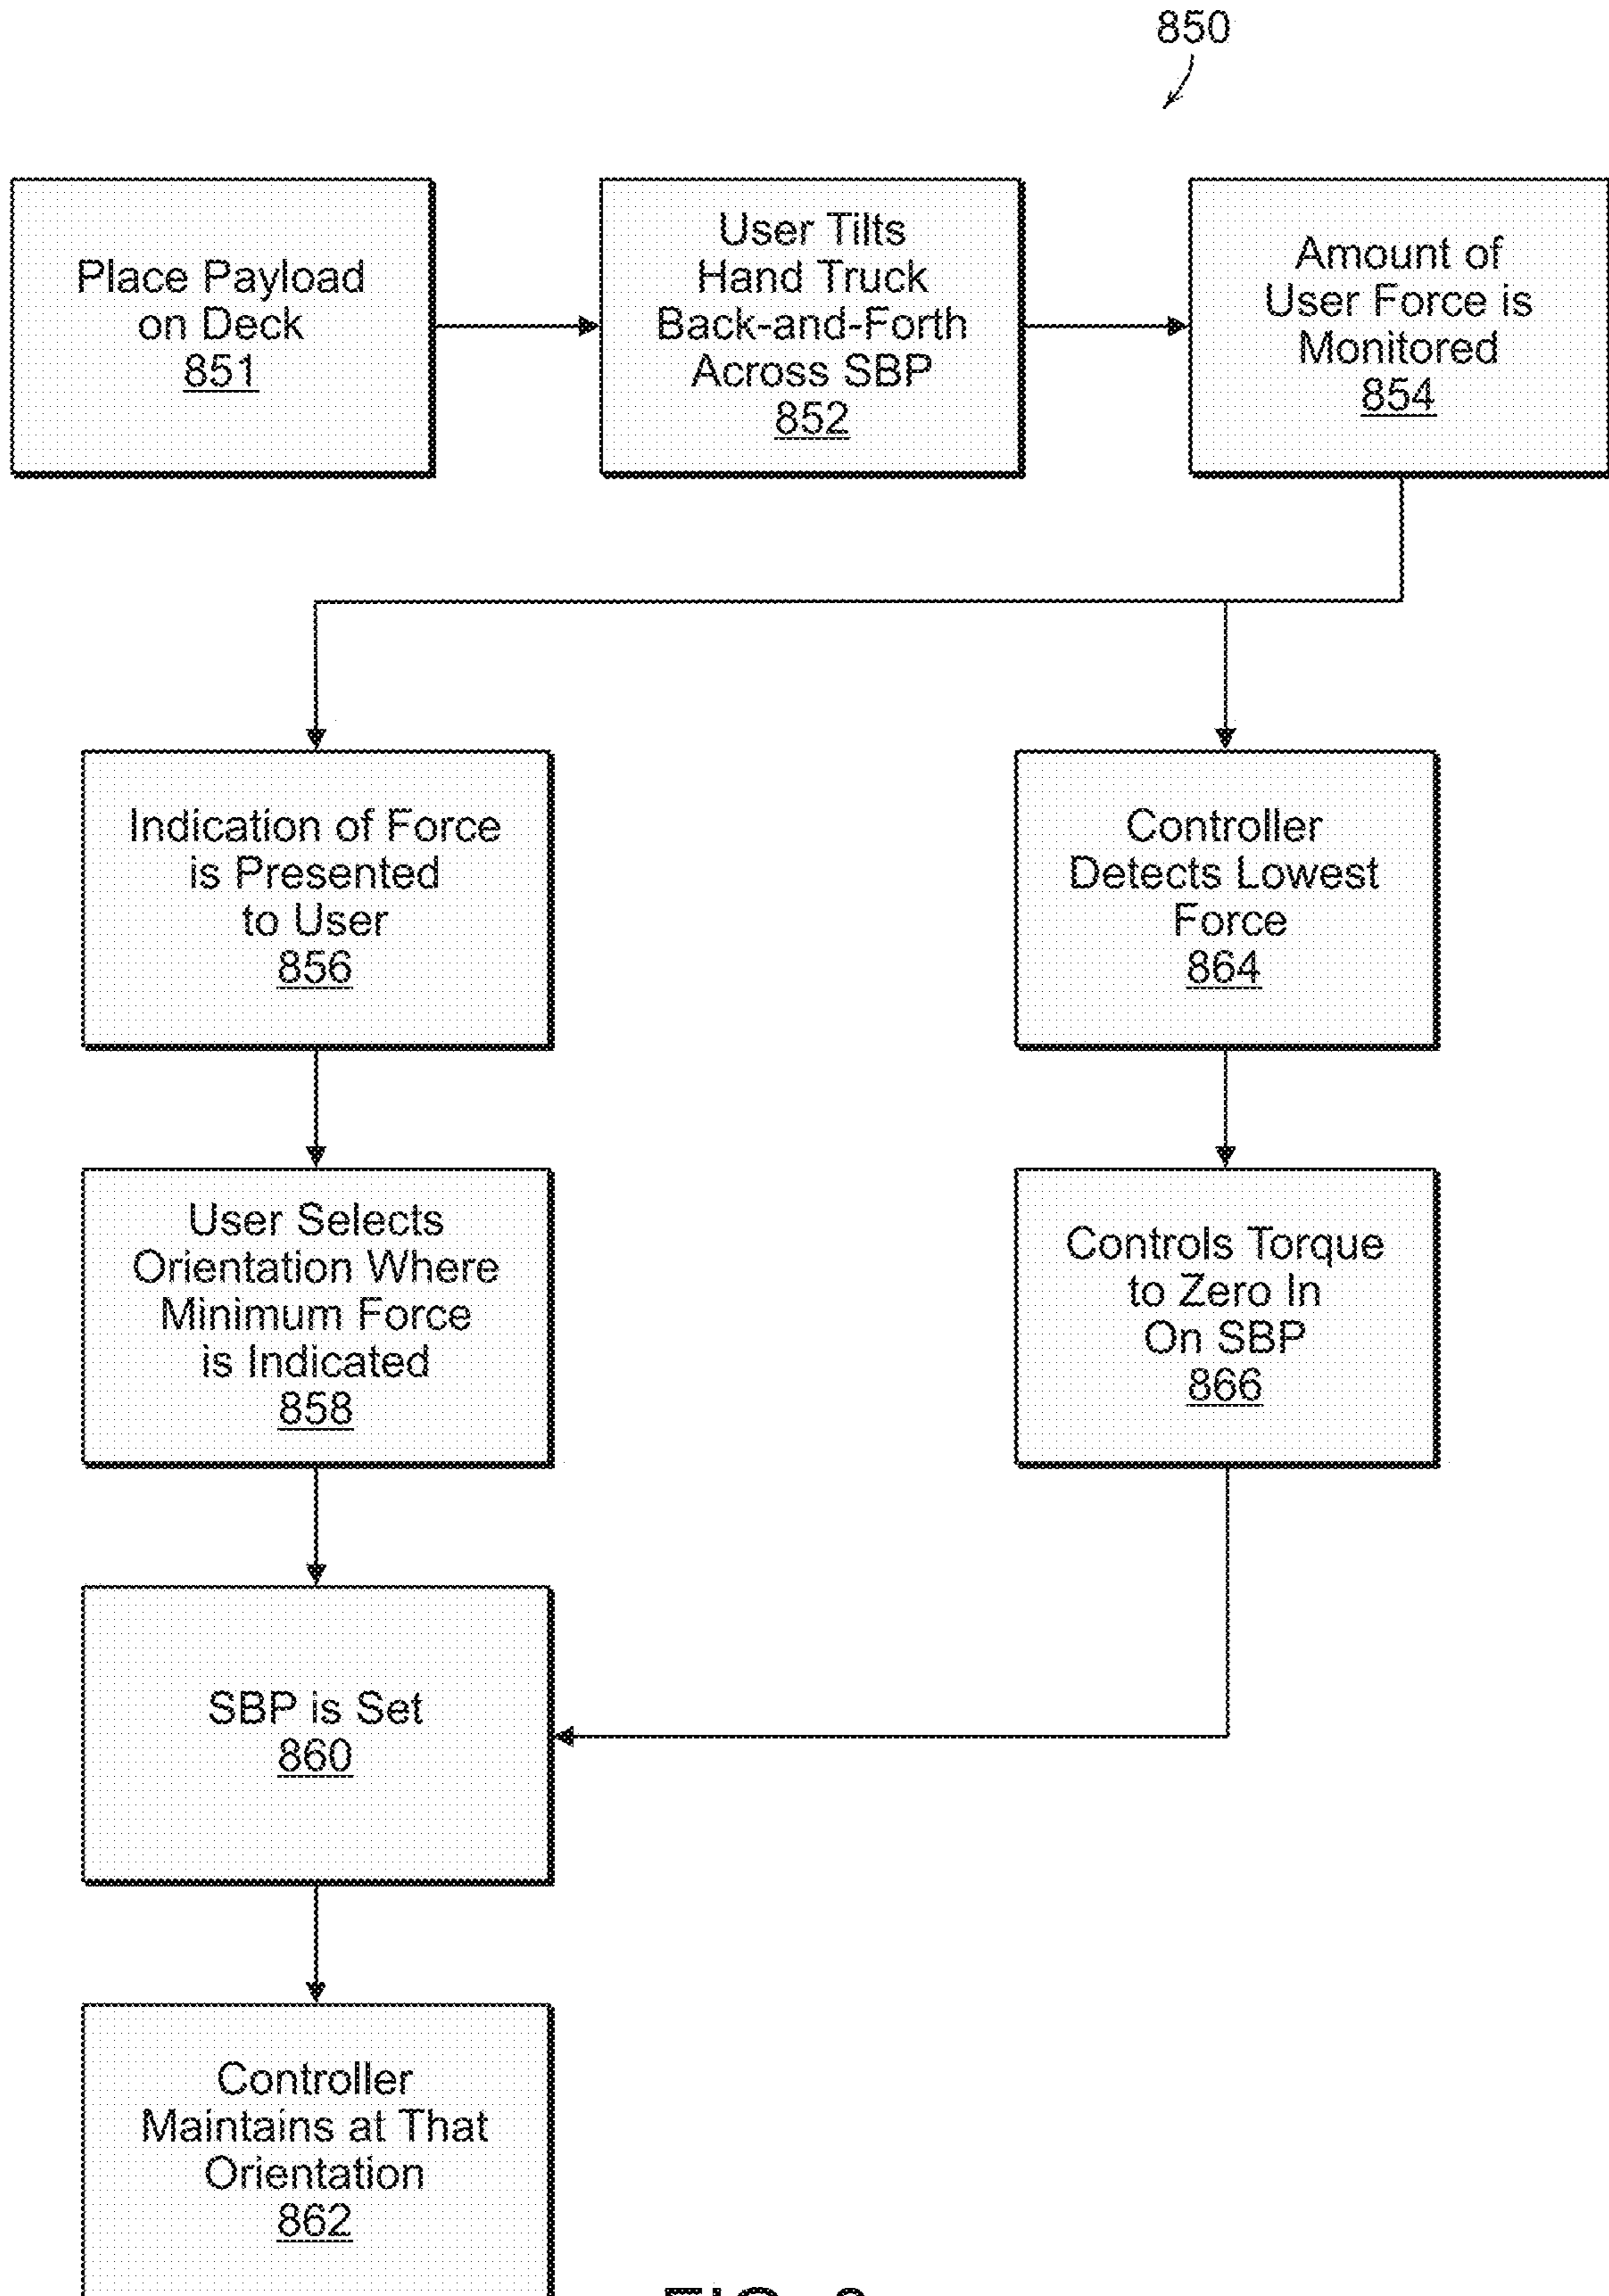 850
Place Payload
on Deck
851
User Tilts
Hand Truck
Back-and-Forth
Across SBP
852
Amount of
User Force is
Monitored
854
Indication of Force
is Presented
to User
856
Controller
Detects Lowest
Force
864
User Selects
Orientation Where
Minimum Force
is Indicated
858
Controls Torque
to Zero In
On SBP
866
SBP is Set
860
Controller
Maintains at That
Orientation
862